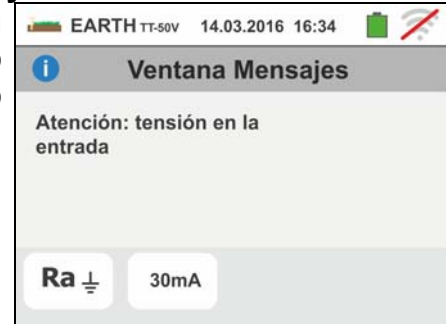 EARTH TT-50V 14.03.2016 16:34
Ventana Mensajes
Atención: tensión en la
entrada
Ra
30mA